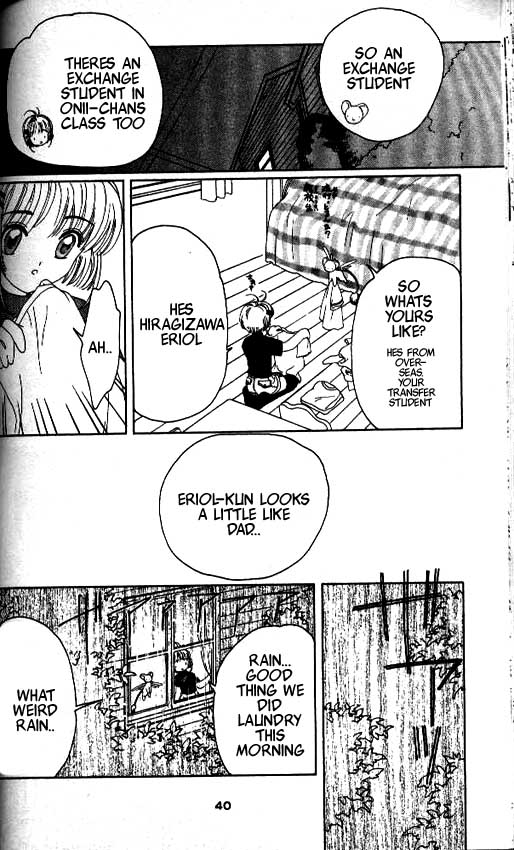 SO AN
EXCHANGE
STUDENT
THERES AN
EXCHANGE
STUDENT IN
ONII-CHANS
CLASS TOO
SO
WHATS
YOURS
LIKE?
HES FROM
OVER-
SEAS.
YOUR
TRANSFER
STUDENT
HES
HIRAGIZAWA
ERIOL
AH..
ERIOL-KUN LOOKS
A LITTLE LIKE
DAD...
RAIN...
GOOD
THING WE
DID
LAUNDRY
THIS
MORNING
WHAT
WEIRD
RAIN..
40